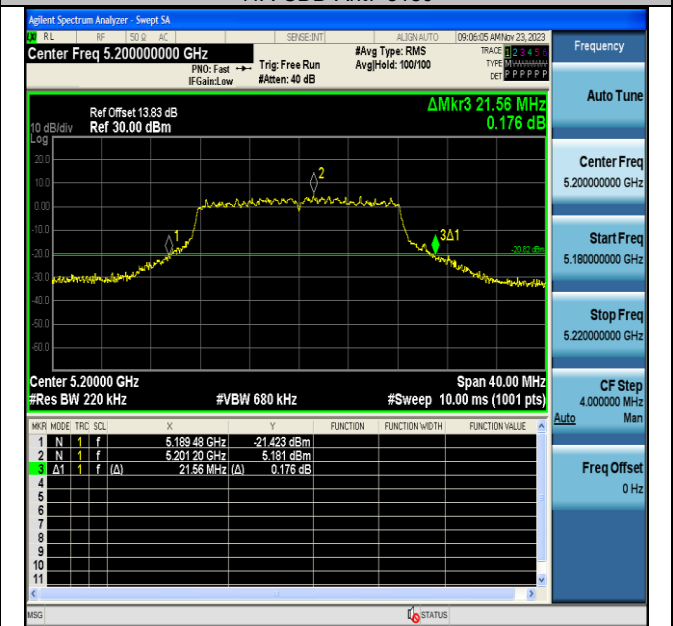 Agilent Spectrum Analyzer - Swept SA
LXI RL RF 50 Ω AC SENSE:INT ALIGN AUTO 09:06:05 AM Nov 23, 2023
Center Freq 5.200000000 GHz
PNO: Fast
IFGain:Low
Trig: Free Run
#Atten: 40 dB
#Avg Type: RMS
Avg|Hold: 100/100
TRACE 1 2 3 4 5 6
TYPE M
DET P P P P P P
ΔMkr3 21.56 MHz
0.176 dB
Ref Offset 13.83 dB
Ref 30.00 dBm
10 dB/div
Log
20.0
10.0
0.00
-10.0
-20.0
-30.0
-40.0
-50.0
-60.0
1
2
3Δ1
-20.82 dBm
Center 5.20000 GHz Span 40.00 MHz
#Res BW 220 kHz #VBW 680 kHz #Sweep 10.00 ms (1001 pts)
MKR MODE TRC SCL X Y FUNCTION FUNCTION WIDTH FUNCTION VALUE
1 N 1 f 5.189 48 GHz -21.423 dBm
2 N 1 f 5.201 20 GHz 5.181 dBm
3 Δ1 1 f (Δ) 21.56 MHz (Δ) 0.176 dB
4
5
6
7
8
9
10
11
MSG STATUS
Frequency
Auto Tune
Center Freq
5.200000000 GHz
Start Freq
5.180000000 GHz
Stop Freq
5.220000000 GHz
CF Step
4.000000 MHz
Auto Man
Freq Offset
0 Hz